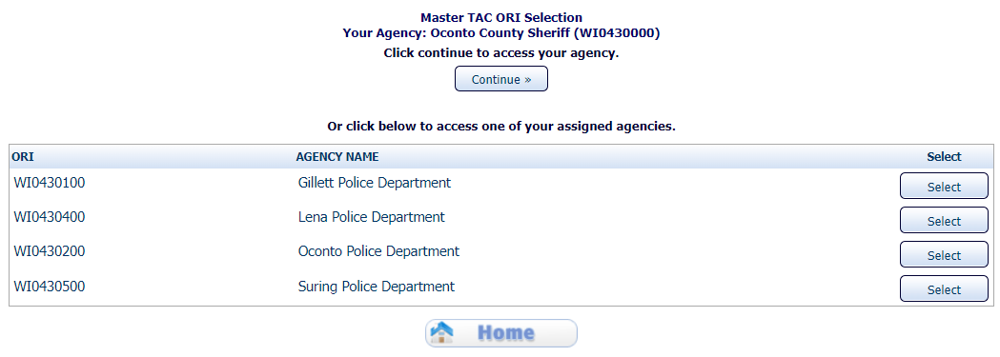 Master TAC ORI Selection
Your Agency: Oconto County Sheriff (WI0430000)
Click continue to access your agency.
Continue »
Or click below to access one of your assigned agencies.
ORI AGENCY NAME Select
WI0430100 Gillett Police Department Select
WI0430400 Lena Police Department Select
WI0430200 Oconto Police Department Select
WI0430500 Suring Police Department Select
Home